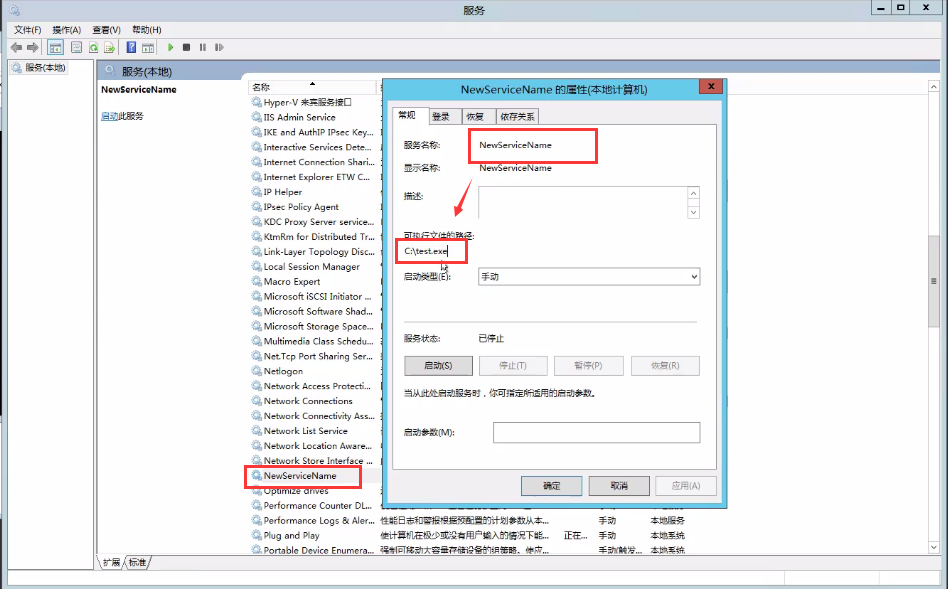 服务
文件(F) 操作(A) 查看(V) 帮助(H)
服务(本地)
服务(本地)
NewServiceName
启动此服务
名称
Hyper-V 来宾服务接口
IIS Admin Service
IKE and AuthIP IPsec Key...
Interactive Services Dete...
Internet Connection Shari...
Internet Explorer ETW C...
IP Helper
IPsec Policy Agent
KDC Proxy Server service...
KtmRm for Distributed Tr...
Link-Layer Topology Disc...
Local Session Manager
Macro Expert
Microsoft iSCSI Initiator ...
Microsoft Software Shad...
Microsoft Storage Space...
Multimedia Class Schedu...
Net.Tcp Port Sharing Ser...
Netlogon
Network Access Protecti...
Network Connections
Network Connectivity Ass...
Network List Service
Network Location Aware...
Network Store Interface ...
NewServiceName
Optimize drives
Performance Counter DL...
Performance Logs & Aler... 性能日志和警报根据预配置的计划参数从本... 手动 本地服务
Plug and Play 使计算机在极少或没有用户输入的情况下能... 正在... 手动 本地系统
Portable Device Enumera... 强制可移动大容量存储设备的组策略。使应... 手动(触发... 本地系统
扩展 标准
NewServiceName 的属性(本地计算机)
常规 登录 恢复 依存关系
服务名称: NewServiceName
显示名称: NewServiceName
描述:
可执行文件的路径:
C:\test.exe
启动类型(E): 手动
服务状态: 已停止
启动(S) 停止(T) 暂停(P) 恢复(R)
当从此处启动服务时，你可指定所适用的启动参数。
启动参数(M):
确定 取消 应用(A)